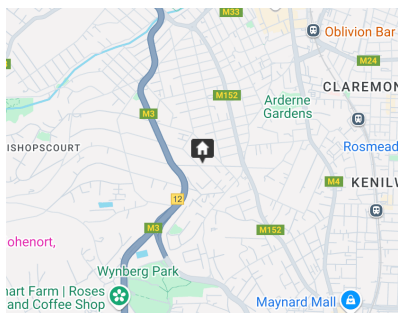 M33
Oblivion Bar
M24
CLAREMON
M152
Arderne
Gardens
M3
Rosmead
ISHOPSCOURT
M4
KENILW
12
M3
M152
ohenort,
Wynberg Park
nart Farm | Roses
and Coffee Shop
Maynard Mall